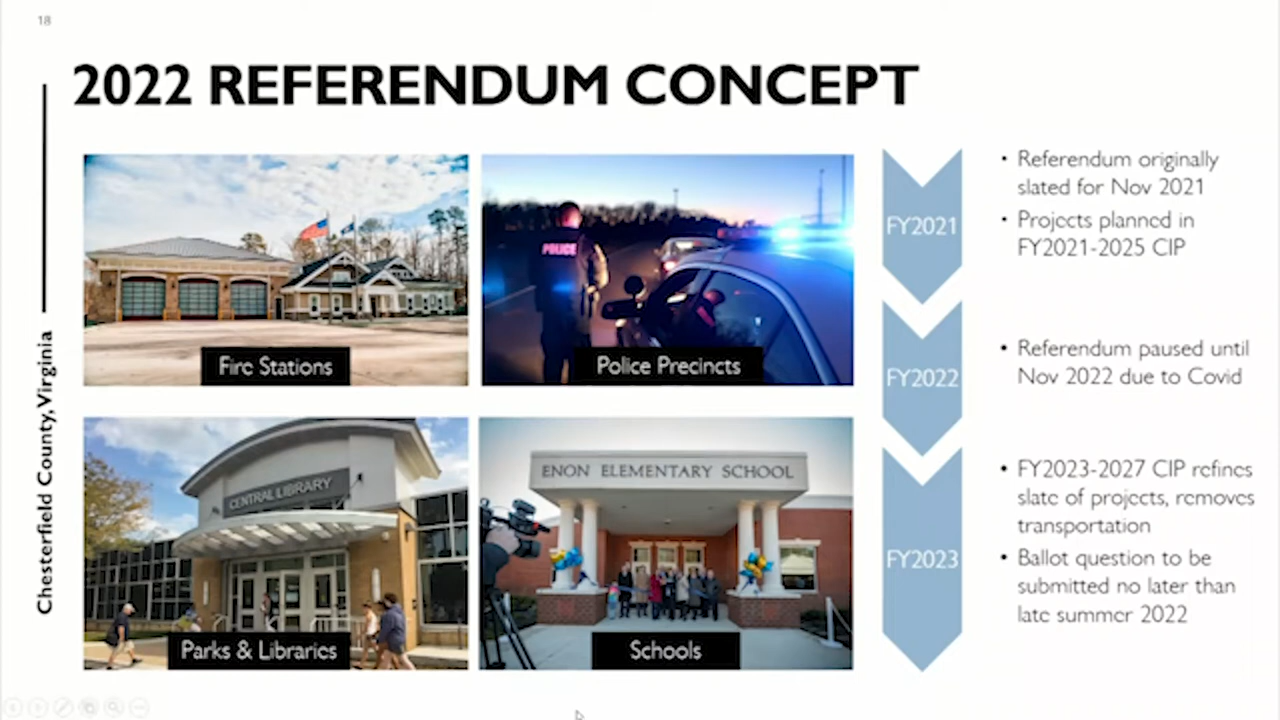 18
2022 REFERENDUM CONCEPT
Chesterfield County, Virginia
Fire Stations
POLICE
Police Precincts
CENTRAL LIBRARY
Parks & Libraries
ENON ELEMENTARY SCHOOL
Schools
FY2021
• Referendum originally
slated for Nov 2021
• Projects planned in
FY2021-2025 CIP
FY2022
• Referendum paused until
Nov 2022 due to Covid
FY2023
• FY2023-2027 CIP refines
slate of projects, removes
transportation
• Ballot question to be
submitted no later than
late summer 2022